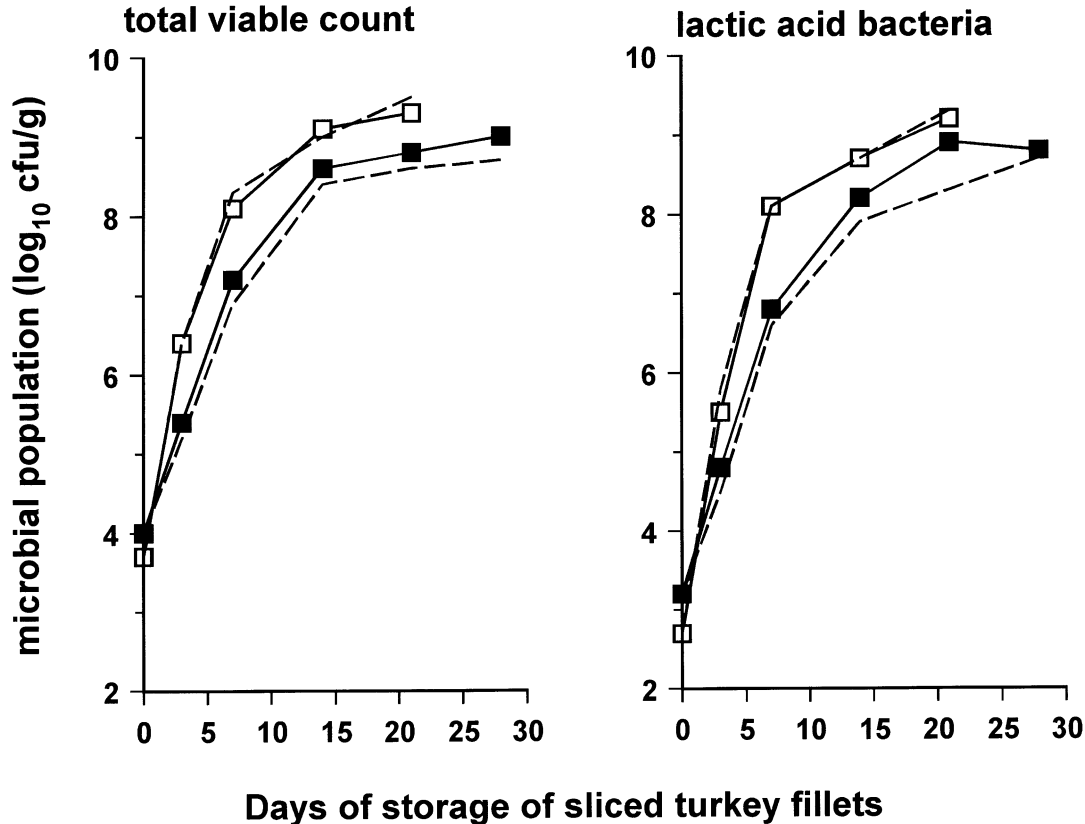 total viable count
lactic acid bacteria
microbial population (log10 cfu/g)
10
8
6
4
2
0 5 10 15 20 25 30
10
8
6
4
2
0 5 10 15 20 25 30
Days of storage of sliced turkey fillets